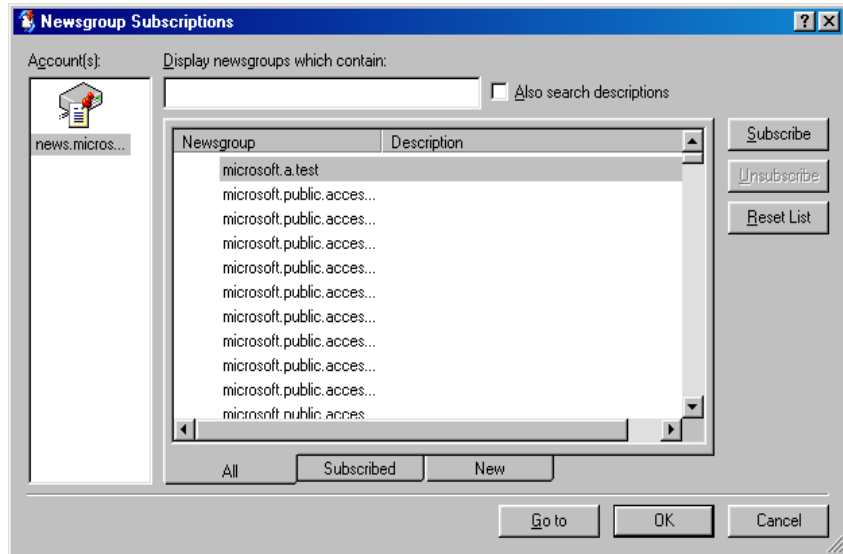 Newsgroup Subscriptions
Account(s):
Display newsgroups which contain:
Also search descriptions
news.micros...
Newsgroup Description
microsoft.a.test
microsoft.public.acces...
microsoft.public.acces...
microsoft.public.acces...
microsoft.public.acces...
microsoft.public.acces...
microsoft.public.acces...
microsoft.public.acces...
microsoft.public.acces...
microsoft.public.acces...
microsoft.public.acces
Subscribe
Unsubscribe
Reset List
All Subscribed New
Go to OK Cancel